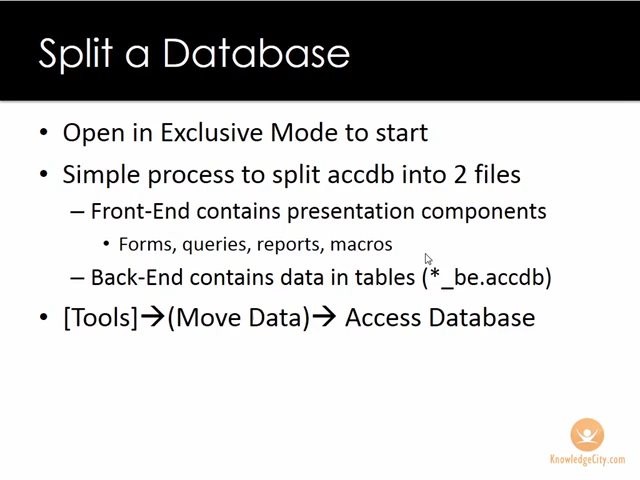 Split a Database
• Open in Exclusive Mode to start
• Simple process to split accdb into 2 files
– Front-End contains presentation components
• Forms, queries, reports, macros
– Back-End contains data in tables (*_be.accdb)
• [Tools]→(Move Data)→ Access Database
KnowledgeCity.com